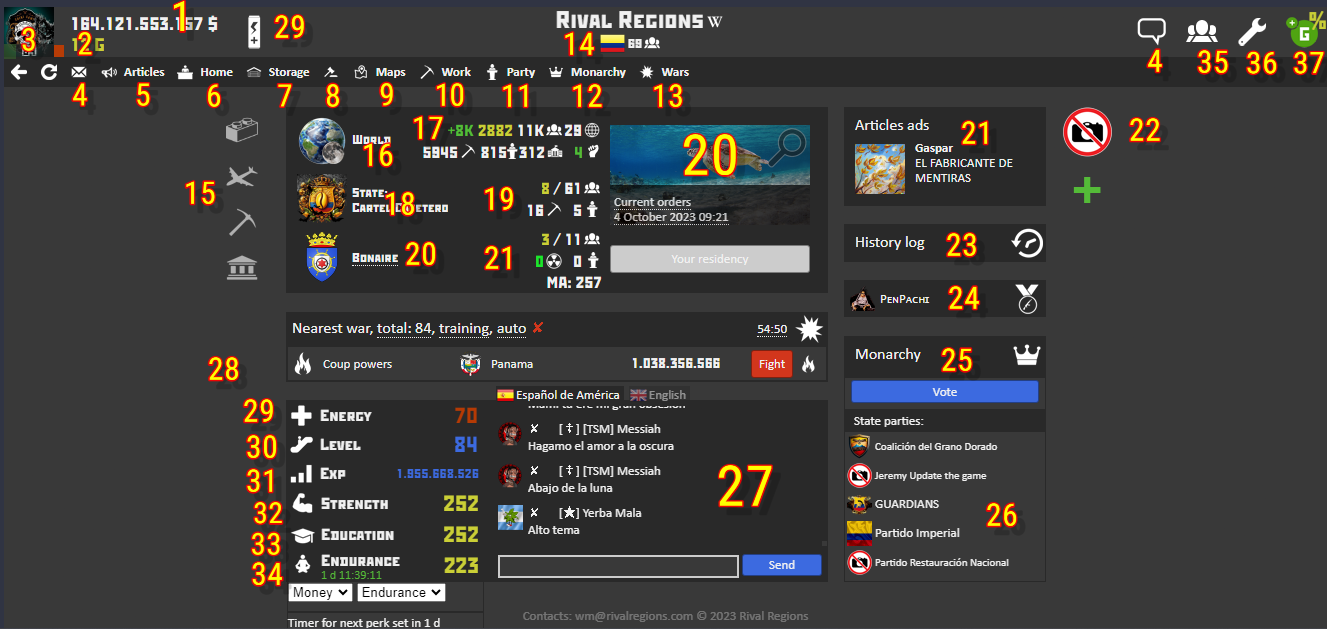 164.121.553.157 $
1
12 G
2
3
29
Rival Regions W
14
69
4
35
36
37
G
%
Articles
Home
Storage
Maps
Work
Party
Monarchy
Wars
4
5
6
7
8
9
10
11
12
13
15
World
16
17
+8K 2882 11K 29
5945 815 312 4
State:
Cartel Cafetero
18
19
8 / 61
16 5
Bonaire
20
21
3 / 11
0 0
MA: 257
20
Current orders
4 October 2023 09:21
Your residency
Articles ads
21
Gaspar
EL FABRICANTE DE
MENTIRAS
22
History log
23
PenPachi
24
Monarchy
25
Vote
State parties:
Coalición del Grano Dorado
Jeremy Update the game
GUARDIANS
Partido Imperial
Partido Restauración Nacional
26
Nearest war, total: 84, training, auto ✗
54:50
28
Coup powers
Panama
1.038.356.566
Fight
Español de América
English
Mami tu ere mi gran obsesión
✗ [ † ] [TSM] Messiah
Hagamo el amor a la oscura
✗ [ † ] [TSM] Messiah
Abajo de la luna
✗ [★] Yerba Mala
Alto tema
27
Send
29
Energy
70
30
Level
84
31
Exp
1.955.668.526
32
Strength
252
33
Education
252
34
Endurance
223
1 d 11:39:11
Money
Endurance
Timer for next perk set in 1 d
Contacts: wm@rivalregions.com © 2023 Rival Regions